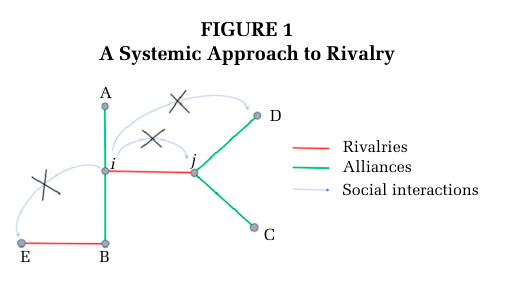 FIGURE 1
A Systemic Approach to Rivalry
A
D
i
j
Rivalries
Alliances
Social interactions
C
E
B